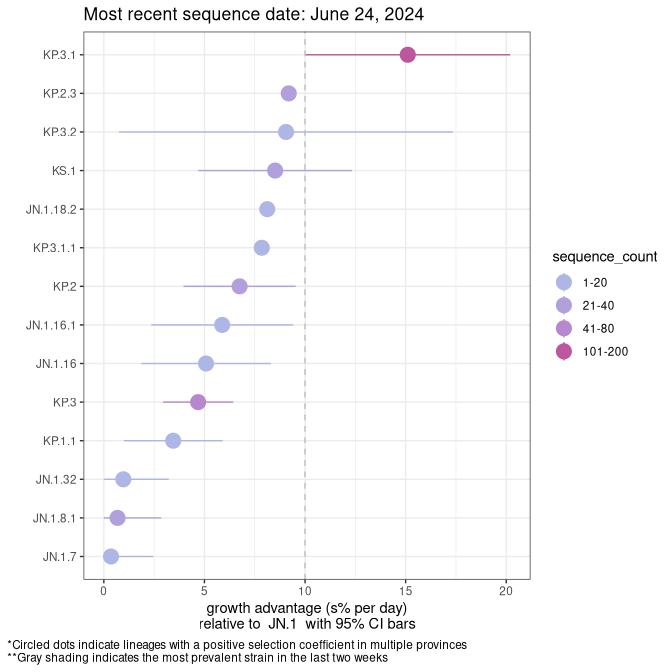 Most recent sequence date: June 24, 2024
KP.3.1
KP.2.3
KP.3.2
KS.1
JN.1.18.2
KP.3.1.1
KP.2
JN.1.16.1
JN.1.16
KP.3
KP.1.1
JN.1.32
JN.1.8.1
JN.1.7
0 5 10 15 20
growth advantage (s% per day)
relative to JN.1 with 95% CI bars
sequence_count
1-20
21-40
41-80
101-200
*Circled dots indicate lineages with a positive selection coefficient in multiple provinces
**Gray shading indicates the most prevalent strain in the last two weeks